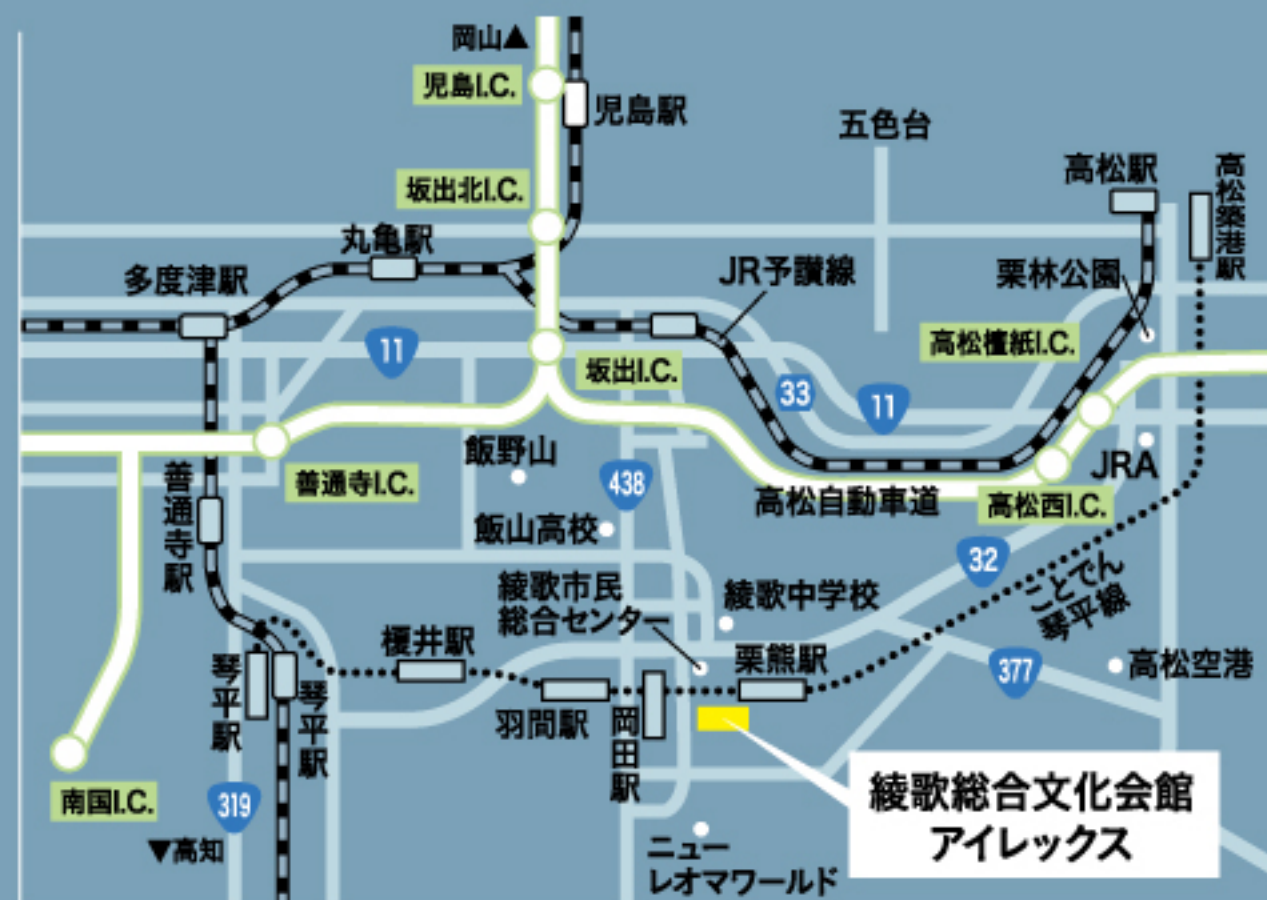 岡山▲
児島I.C.
児島駅
五色台
坂出北I.C.
高松駅
高松築港駅
丸亀駅
多度津駅
JR予讃線
栗林公園
11
坂出I.C.
高松檀紙I.C.
33
11
飯野山
善通寺I.C.
438
JRA
善通寺駅
高松自動車道
高松西I.C.
飯山高校
32
綾歌市民
総合センター
綾歌中学校
ことでん
琴平線
榎井駅
栗熊駅
377
高松空港
琴平駅
琴平駅
羽間駅
岡田駅
南国I.C.
319
▼高知
綾歌総合文化会館
アイレックス
ニュー
レオマワールド